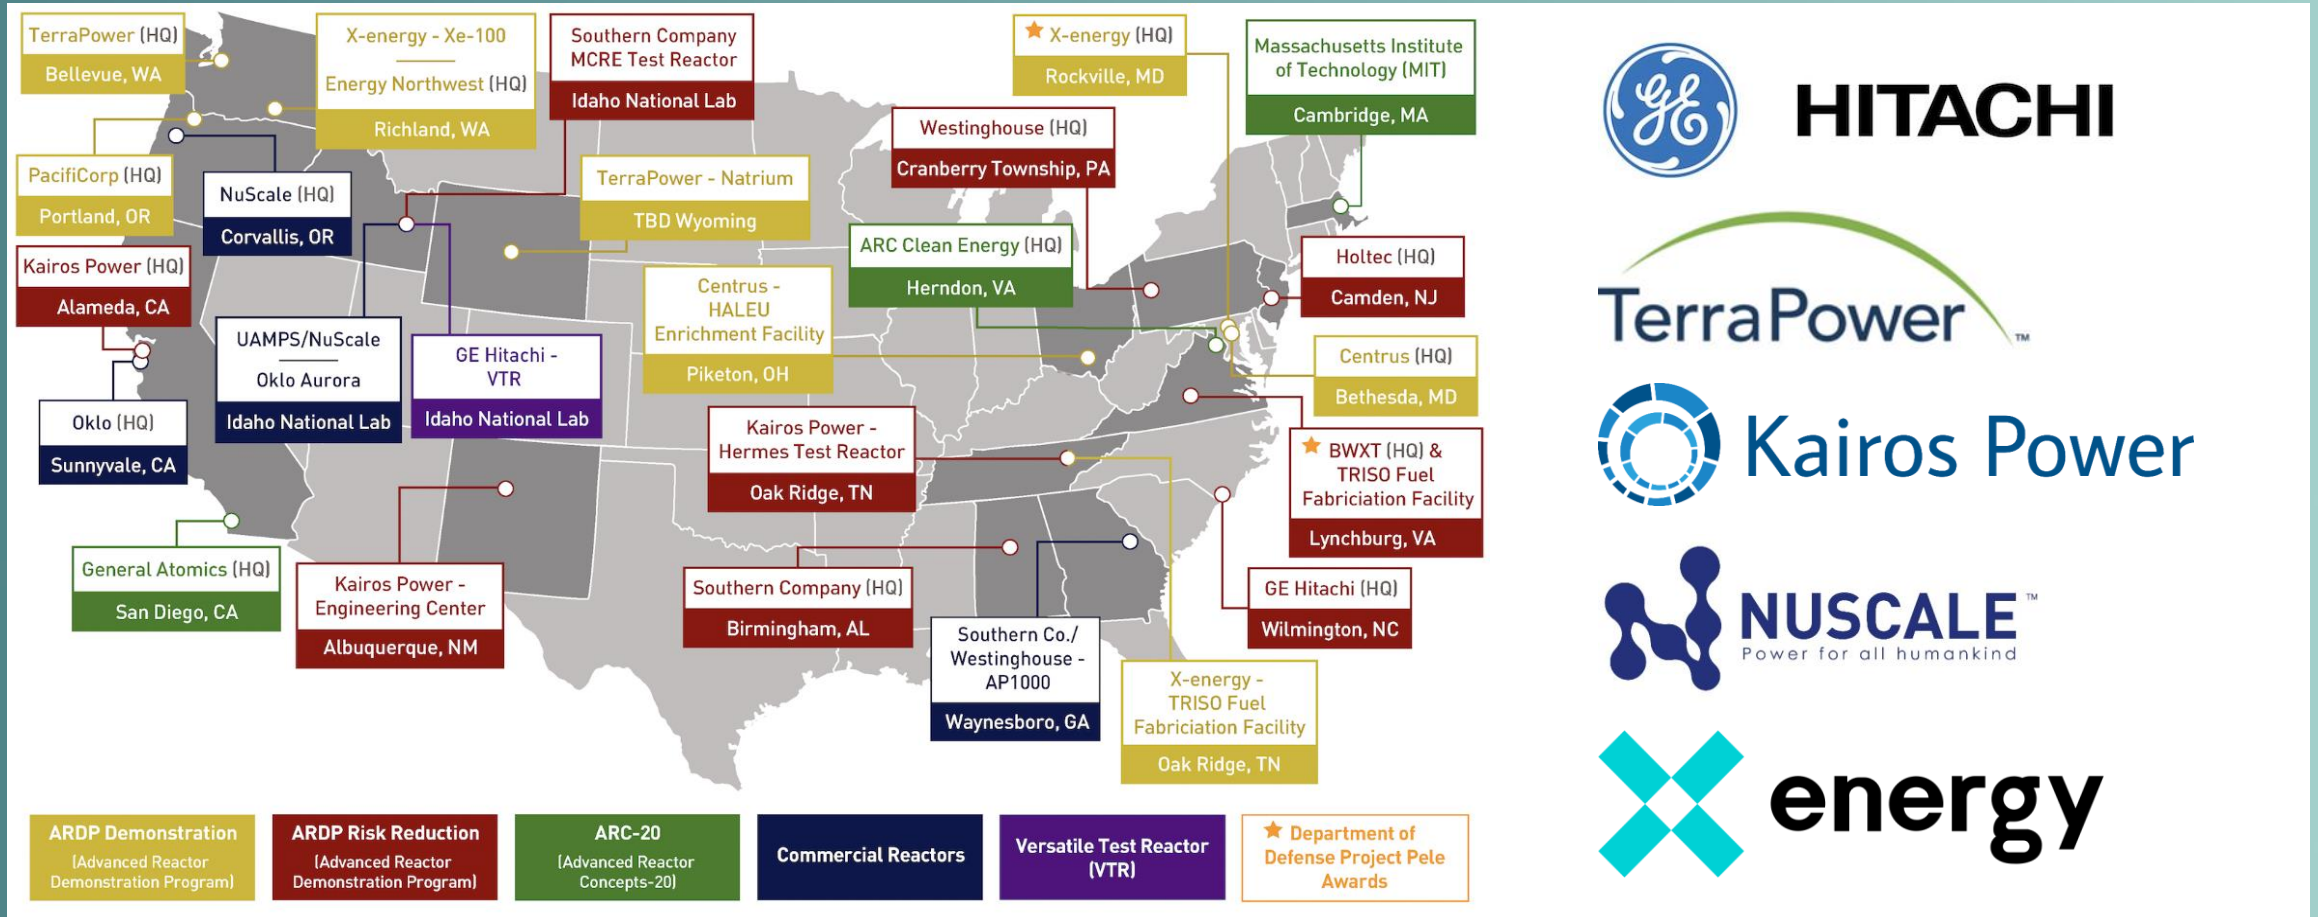 TerraPower (HQ)
Bellevue, WA
X-energy - Xe-100
Energy Northwest (HQ)
Richland, WA
Southern Company
MCRE Test Reactor
Idaho National Lab
X-energy (HQ)
Rockville, MD
Massachusetts Institute
of Technology (MIT)
Cambridge, MA
Westinghouse (HQ)
Cranberry Township, PA
PacifiCorp (HQ)
Portland, OR
NuScale (HQ)
Corvallis, OR
TerraPower - Natrium
TBD Wyoming
ARC Clean Energy (HQ)
Herndon, VA
Holtec (HQ)
Camden, NJ
Kairos Power (HQ)
Alameda, CA
Centrus -
HALEU
Enrichment Facility
Piketon, OH
UAMPS/NuScale
Oklo Aurora
Idaho National Lab
GE Hitachi -
VTR
Idaho National Lab
Centrus (HQ)
Bethesda, MD
Oklo (HQ)
Sunnyvale, CA
Kairos Power -
Hermes Test Reactor
Oak Ridge, TN
BWXT (HQ) &
TRISO Fuel
Fabriciation Facility
Lynchburg, VA
General Atomics (HQ)
San Diego, CA
Kairos Power -
Engineering Center
Albuquerque, NM
Southern Company (HQ)
Birmingham, AL
Southern Co./
Westinghouse -
AP1000
Waynesboro, GA
GE Hitachi (HQ)
Wilmington, NC
X-energy -
TRISO Fuel
Fabriciation Facility
Oak Ridge, TN
ARDP Demonstration
(Advanced Reactor
Demonstration Program)
ARDP Risk Reduction
(Advanced Reactor
Demonstration Program)
ARC-20
(Advanced Reactor
Concepts-20)
Commercial Reactors
Versatile Test Reactor
(VTR)
Department of
Defense Project Pele
Awards
GE HITACHI
TerraPower™
Kairos Power
NUSCALE™
Power for all humankind
X energy